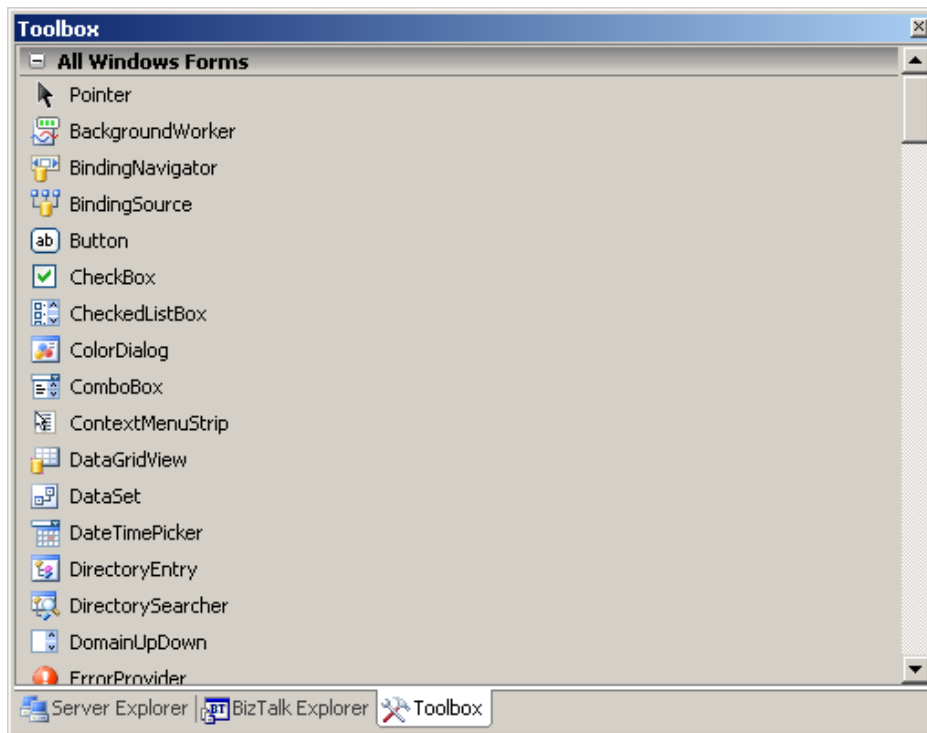 Toolbox
All Windows Forms
Pointer
BackgroundWorker
BindingNavigator
BindingSource
ab Button
CheckBox
CheckedListBox
ColorDialog
ComboBox
ContextMenuStrip
DataGridView
DataSet
DateTimePicker
DirectoryEntry
DirectorySearcher
DomainUpDown
ErrorProvider
Server Explorer BT BizTalk Explorer Toolbox